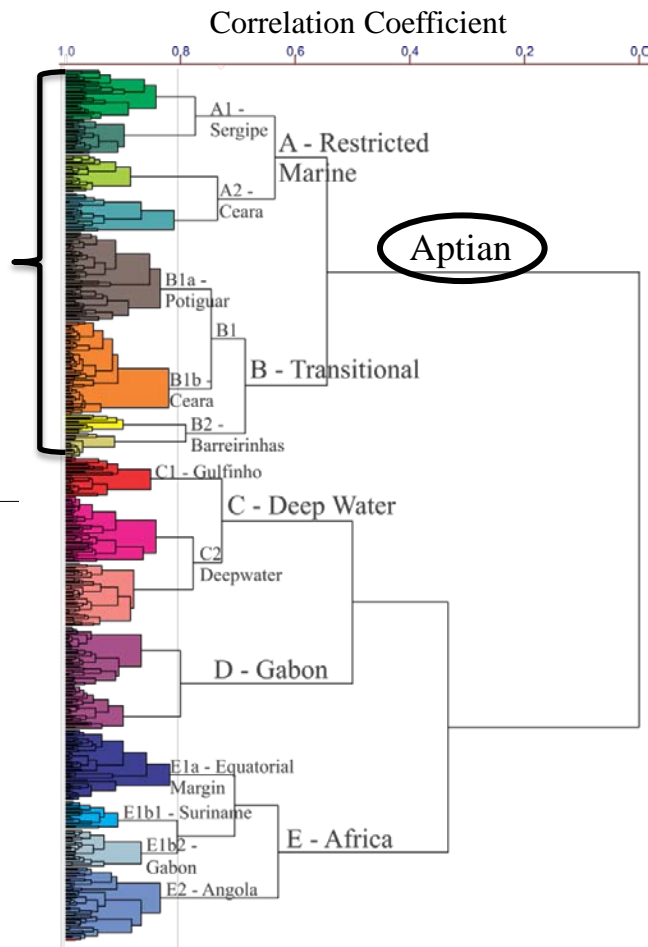 Correlation Coefficient
1,0 0,8 0,6 0,4 0,2 0,0
A1 -
Sergipe
A - Restricted
Marine
A2 -
Ceara
Aptian
B1a -
Potiguar
B1
B - Transitional
B1b -
Ceara
B2 -
Barreirinhas
C1 - Gulfinho
C - Deep Water
C2
Deepwater
D - Gabon
E1a - Equatorial
Margin
E1b1 - Suriname
E1b2 -
Gabon
E - Africa
E2 - Angola